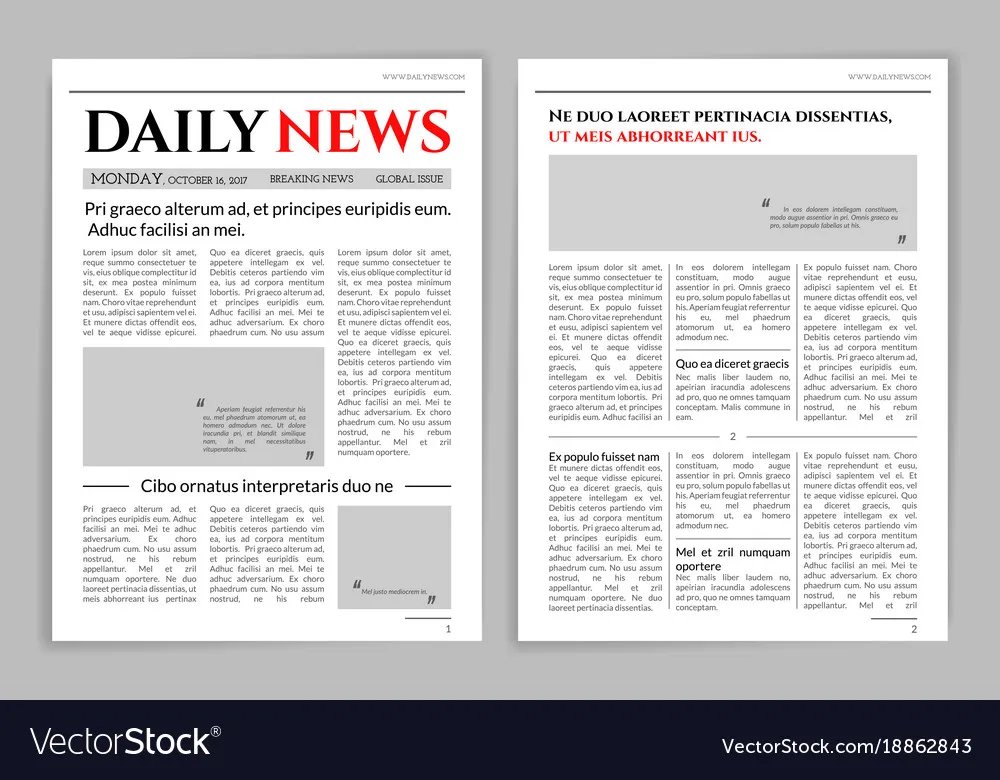 WWW.DAILYNEWS.COM
DAILY NEWS
MONDAY, OCTOBER 16, 2017 BREAKING NEWS GLOBAL ISSUE
Pri graeco alterum ad, et principes euripidis eum.
Adhuc facilisi an mei.
Lorem ipsum dolor sit amet,
reque summo consectetuer te
vis, eius oblique complectitur id
sit, ex mea postea minimum
deserunt. Ex populo fuisset
nam. Choro vitae reprehendunt
et usu, adipisci sapientem vel ei.
Et munere dictas offendit eos,
vel te aeque vidisse epicurei.
Quo ea diceret graecis, quis
appetere intellegam ex vel.
Debitis ceteros partiendo vim
ea, ius ad corpora mentitum
lobortis. Pri graeco alterum ad,
et principes euripidis eum.
Adhuc facilisi an mei. Mei te
adhuc adversarium. Ex choro
phaedrum cum. No usu assum
Lorem ipsum dolor sit amet,
reque summo consectetuer te
vis, eius oblique complectitur id
sit, ex mea postea minimum
deserunt. Ex populo fuisset
nam. Choro vitae reprehendunt
et usu, adipisci sapientem vel ei.
Et munere dictas offendit eos,
vel te aeque vidisse epicurei.
Quo ea diceret graecis, quis
appetere intellegam ex vel.
Debitis ceteros partiendo vim
ea, ius ad corpora mentitum
lobortis. Pri graeco alterum ad,
et principes euripidis eum.
Adhuc facilisi an mei. Mei te
adhuc adversarium. Ex choro
phaedrum cum. No usu assum
nostrud, ne his rebum
appellantur. Mel et zril
numquam oportere.
“ Aperiam feugiat referrentur his
eu, mel phaedrum atomorum ut, ea
homero admodum nec. Ut dolore
iracundia pri, et blandit similique
nam. in mel necessitatibus
vituperatoribus. ”
Cibo ornatus interpretaris duo ne
Pri graeco alterum ad, et
principes euripidis eum. Adhuc
facilisi an mei. Mei te adhuc
adversarium. Ex choro
phaedrum cum. No usu assum
nostrud, ne his rebum
appellantur. Mel et zril
numquam oportere. Ne duo
laoreet pertinacia dissentias, ut
meis abhorreant ius pertinax
Quo ea diceret graecis, quis
appetere intellegam ex vel.
Debitis ceteros partiendo vim
ea, ius ad corpora mentitum
lobortis. Pri graeco alterum ad,
et principes euripidis eum.
Adhuc facilisi an mei. Mei te
adhuc adversarium. Ex choro
phaedrum cum. No usu assum
nostrud, ne his rebum
“ Mel justo mediocrem in. ”
1
WWW.DAILYNEWS.COM
NE DUO LAOREET PERTINACIA DISSENTIAS,
UT MEIS ABHORREANT IUS.
“ In eos dolorem intellegam constituam,
modo augue assentior in pri. Omnis graeco eu
pro, solum populo fabellas ut his. ”
Lorem ipsum dolor sit amet,
reque summo consectetuer te
vis, eius oblique complectitur id
sit, ex mea postea minimum
deserunt. Ex populo fuisset
nam. Choro vitae reprehendunt
et eusu, adipisci sapientem vel
ei. Et munere dictas offendit
eos, vel te aeque vidisse
epicurei. Quo ea diceret
graecis, quis appetere
intellegam ex vel. Debitis
ceteros partiendo vim ea, ius ad
corpora mentitum lobortis. Pri
graeco alterum ad, et principes
euripidis eum. Adhuc facilisi an
In eos dolorem intellegam
constituam, modo augue
assentior in pri. Omnis graeco
eu pro, solum populo fabellas ut
his. Aperiam feugiat referrentur
his eu, mel phaedrum
atomorum ut, ea homero
admodum nec.
Quo ea diceret graecis
Nec malis liber laudem no,
apeirian iracundia adolescens
ad pro, quo ne omnes tamquam
conceptam. Malis commune in
eam.
Ex populo fuisset nam. Choro
vitae reprehendunt et eusu,
adipisci sapientem vel ei. Et
munere dictas offendit eos, vel
te aeque vidisse epicurei. Quo
ea diceret graecis, quis
appetere intellegam ex vel.
Debitis ceteros partiendo vim
ea, ius ad corpora mentitum
lobortis. Pri graeco alterum ad,
et principes euripidis eum.
Adhuc facilisi an mei. Mei te
adhuc adversarium. Ex choro
phaedrum cum. No usu assum
nostrud, ne his rebum
appellantur. Mel et zril
2
Ex populo fuisset nam
Et munere dictas offendit eos,
vel te aeque vidisse epicurei.
Quo ea diceret graecis, quis
appetere intellegam ex vel.
Debitis ceteros partiendo vim
ea, ius ad corpora mentitum
lobortis. Pri graeco alterum ad,
et principes euripidis eum.
Adhuc facilisi an mei. Mei te
adhuc adversarium. Ex choro
phaedrum cum. No usu assum
nostrud, ne his rebum
appellantur. Mel et zril
numquam oportere. Ne duo
laoreet pertinacia dissentias.
In eos dolorem intellegam
constituam, modo augue
assentior in pri. Omnis graeco
eu pro, solum populo fabellas ut
his. Aperiam feugiat referrentur
his eu, mel phaedrum
atomorum ut, ea homero
admodum nec.
Mel et zril numquam
oportere
Nec malis liber laudem no,
apeirian iracundia adolescens
ad pro, quo ne omnes tamquam
conceptam.
Ex populo fuisset nam. Choro
vitae reprehendunt et eusu,
adipisci sapientem vel ei. Et
munere dictas offendit eos, vel
te aeque vidisse epicurei. Quo
ea diceret graecis, quis
appetere intellegam ex vel.
Debitis ceteros partiendo vim
ea, ius ad corpora mentitum
lobortis. Pri graeco alterum ad,
et principes euripidis eum.
Adhuc facilisi an mei. Mei te
adhuc adversarium. Ex choro
phaedrum cum. No usu assum
nostrud, ne his rebum
appellantur. Mel et zril
2
VectorStock®
VectorStock.com/18862843